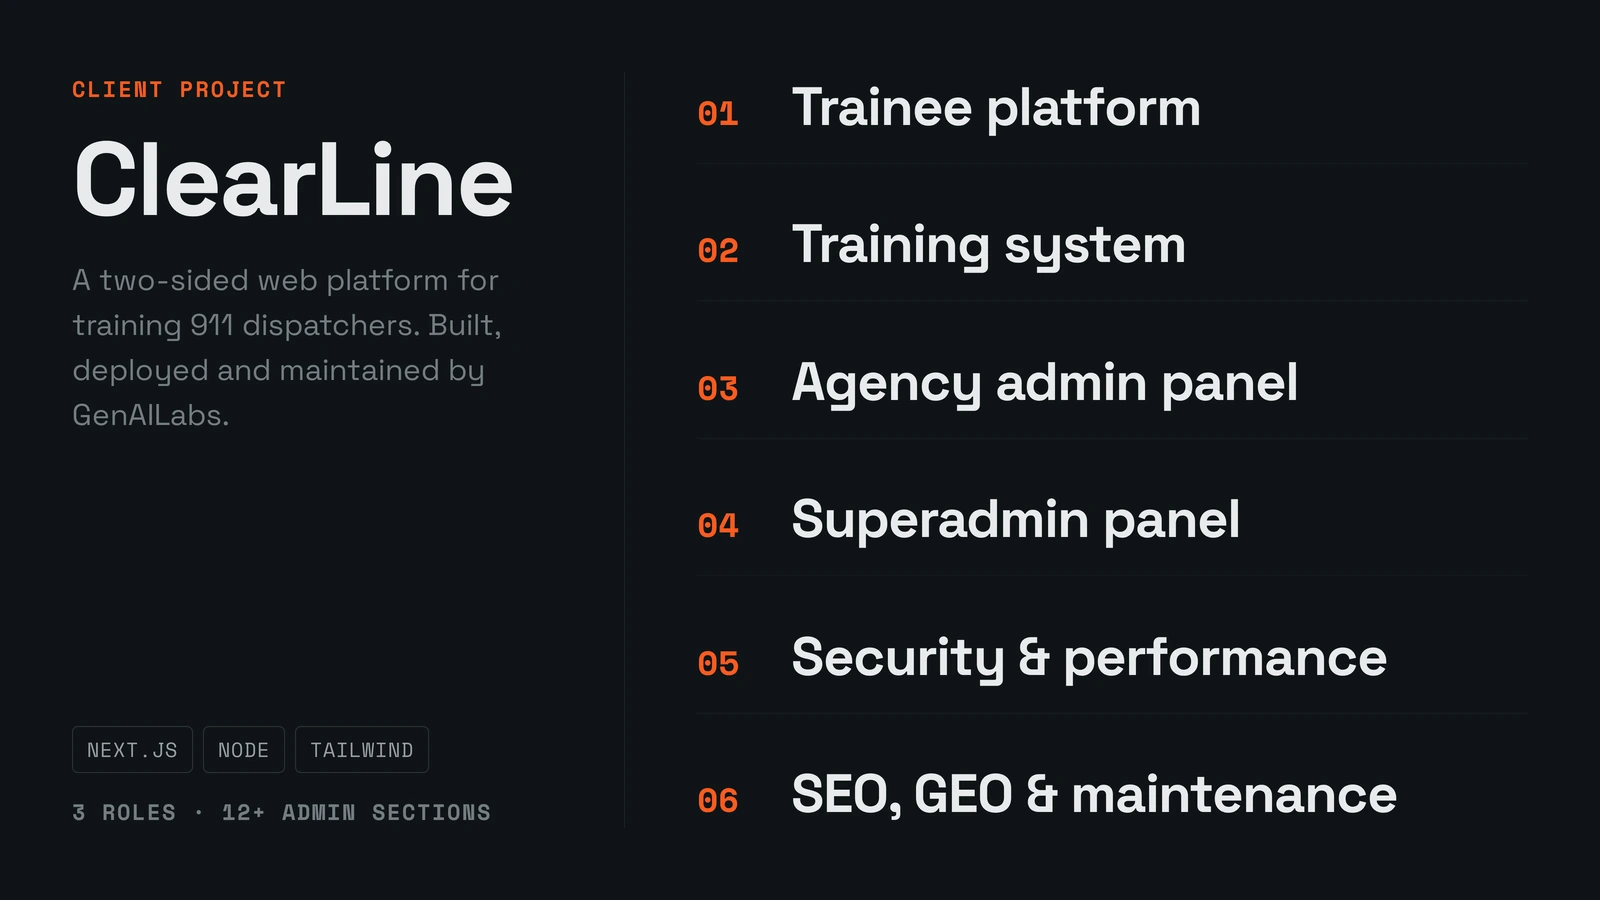 CLIENT PROJECT
ClearLine
A two-sided web platform for
training 911 dispatchers. Built,
deployed and maintained by
GenAILabs.
NEXT.JS
NODE
TAILWIND
3 ROLES · 12+ ADMIN SECTIONS
01 Trainee platform
02 Training system
03 Agency admin panel
04 Superadmin panel
05 Security & performance
06 SEO, GEO & maintenance